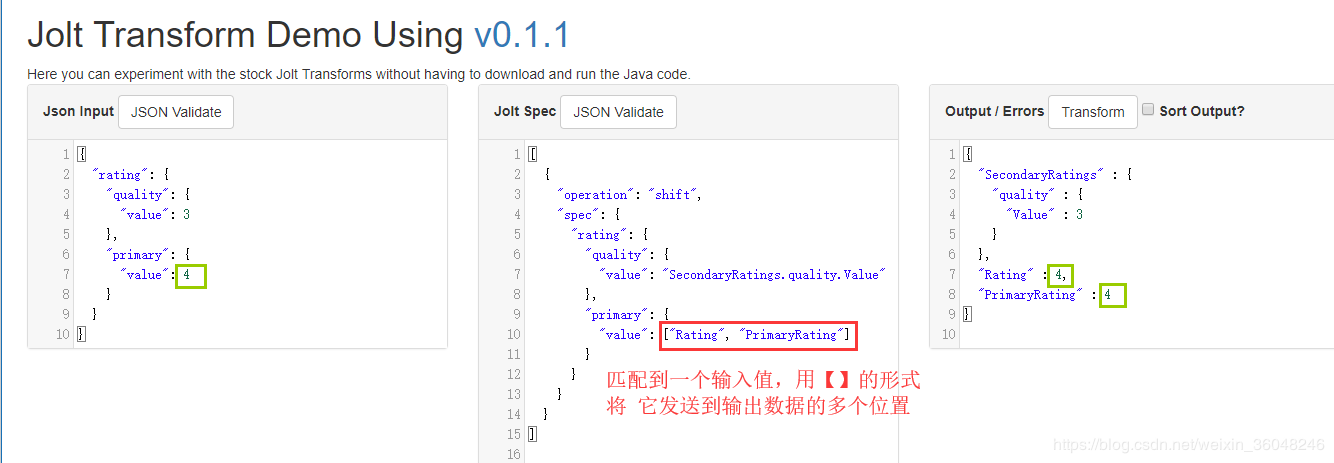 Jolt Transform Demo Using v0.1.1
Here you can experiment with the stock Jolt Transforms without having to download and run the Java code.
Json Input JSON Validate
1 {
2 "rating": {
3 "quality": {
4 "value": 3
5 },
6 "primary": {
7 "value": 4
8 }
9 }
10 }
Jolt Spec JSON Validate
1 [
2 {
3 "operation": "shift",
4 "spec": {
5 "rating": {
6 "quality": {
7 "value": "SecondaryRatings.quality.Value"
8 },
9 "primary": {
10 "value": ["Rating", "PrimaryRating"]
11 }
12 }
13 }
14 }
15 ]
16
匹配到一个输入值，用【】的形式
将 它发送到输出数据的多个位置
Output / Errors Transform Sort Output?
1 {
2 "SecondaryRatings" : {
3 "quality" : {
4 "Value" : 3
5 }
6 },
7 "Rating" : 4,
8 "PrimaryRating" : 4
9 }
10
https://blog.csdn.net/weixin_36048246